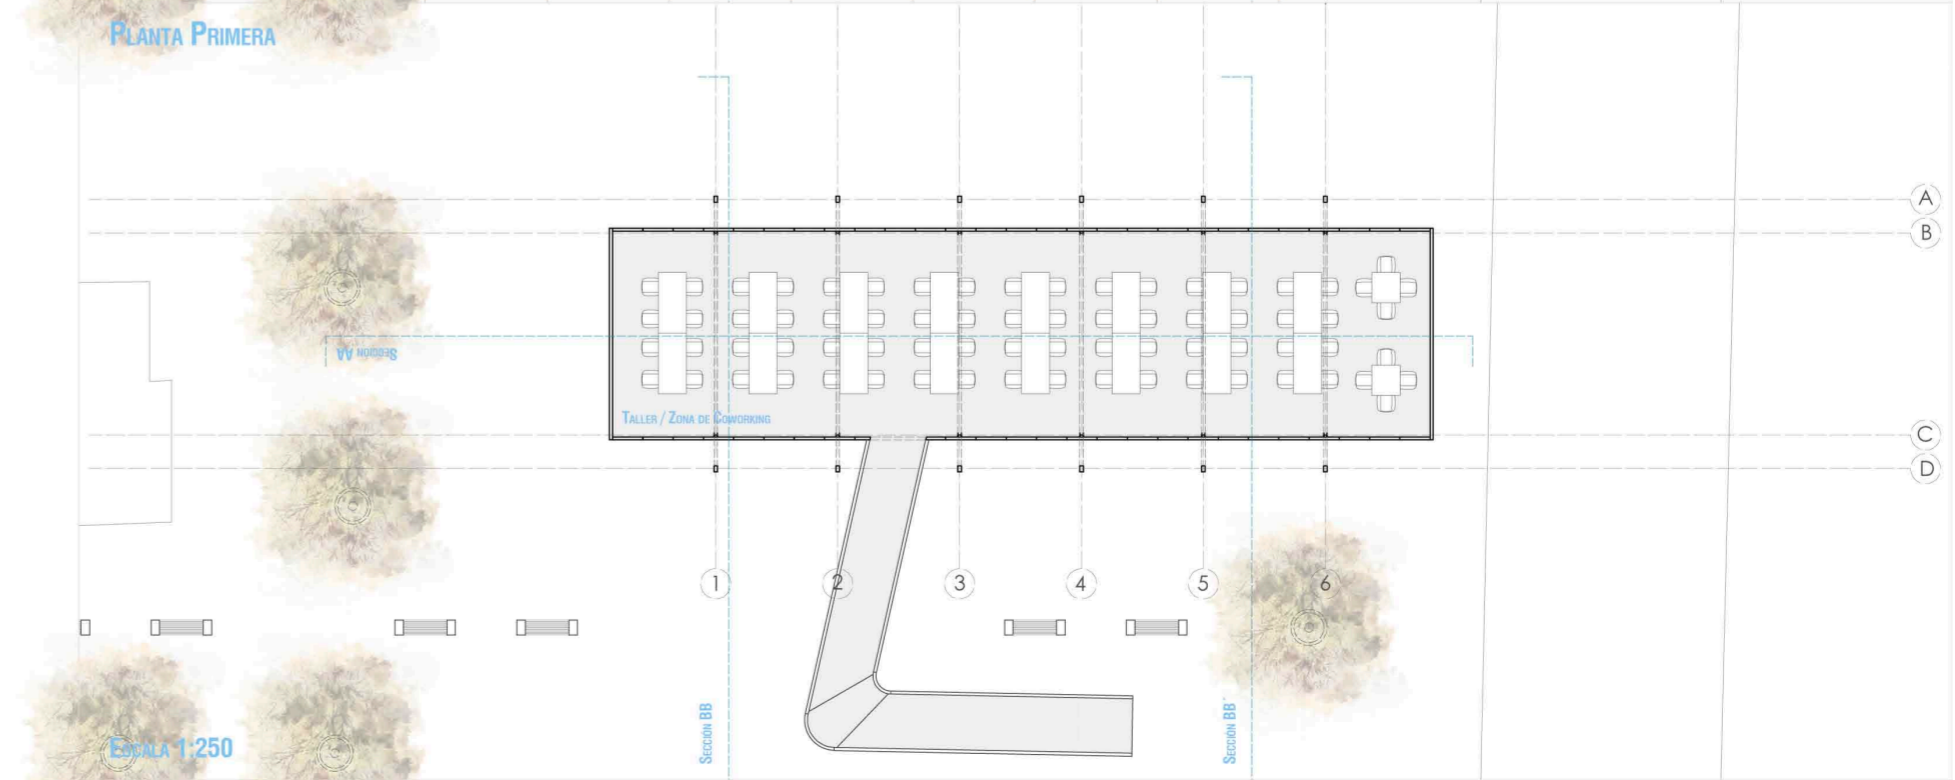 Planta Primera
A
B
Sección AA
Taller / Zona de Coworking
C
D
1
2
3
4
5
6
Sección BB
Sección BB'
Escala 1:250